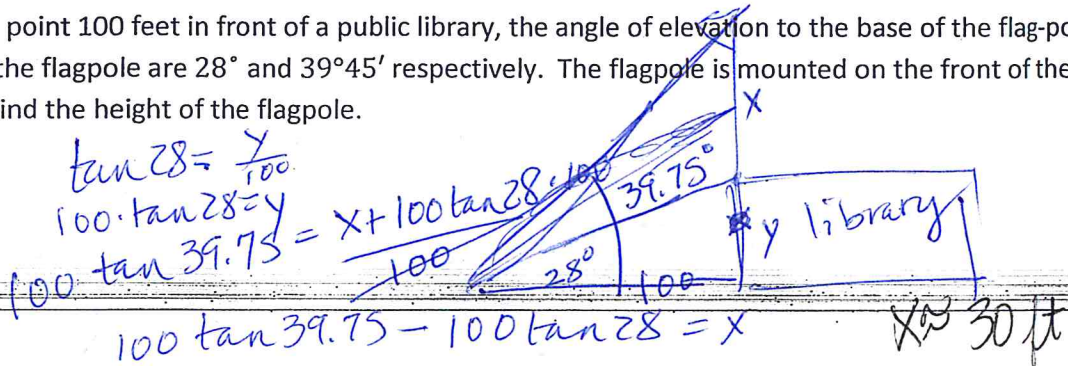 point 100 feet in front of a public library, the angle of elevation to the base of the flag-po
the flagpole are 28° and 39°45′ respectively. The flagpole is mounted on the front of the
ind the height of the flagpole.
tan 28 = y/100
100·tan 28 = y
100 tan 39.75 = x + 100 tan 28 · 100 / 100
x
39.75°
28°
100
y
library
100 tan 39.75 - 100 tan 28 = x
x ≈ 30 ft